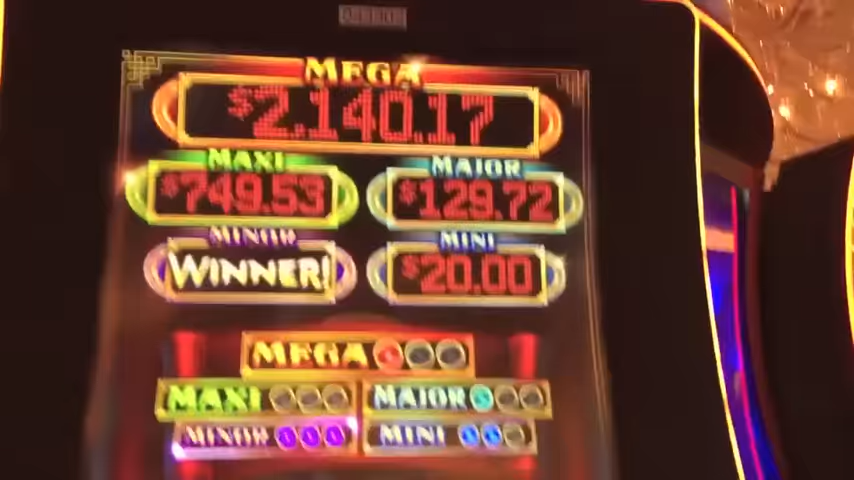 MEGA
$2,140.17
MAXI MAJOR
$749.53 $129.72
MINOR MINI
WINNER! $20.00
MEGA
MAXI MAJOR
MINOR MINI